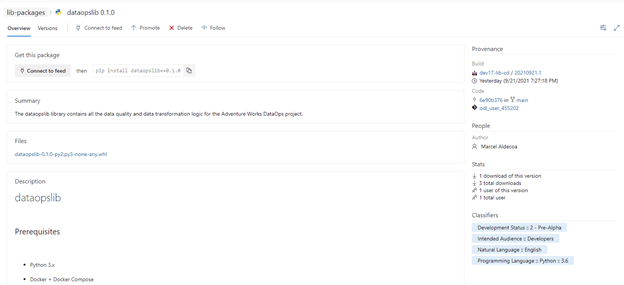 lib-packages > dataopslib 0.1.0
Overview Versions Connect to feed Promote Delete Follow
Get this package
Connect to feed then pip install dataopslib==0.1.0
Summary
The dataopslib library contains all the data quality and data transformation logic for the Adventure Works DataOps project.
Files
dataopslib-0.1.0-py2.py3-none-any.whl
Description
dataopslib
Prerequisites
• Python 3.x
• Docker + Docker Compose
Provenance
Build
dev17-lib-cd / 20210921.1
Yesterday (9/21/2021 7:27:18 PM)
Code
6e90b376 in main
odl_user_455202
People
Author
Marcel Aldecoa
Stats
1 download of this version
3 total downloads
1 user of this version
1 total user
Classifiers
Development Status :: 2 - Pre-Alpha
Intended Audience :: Developers
Natural Language :: English
Programming Language :: Python :: 3.6